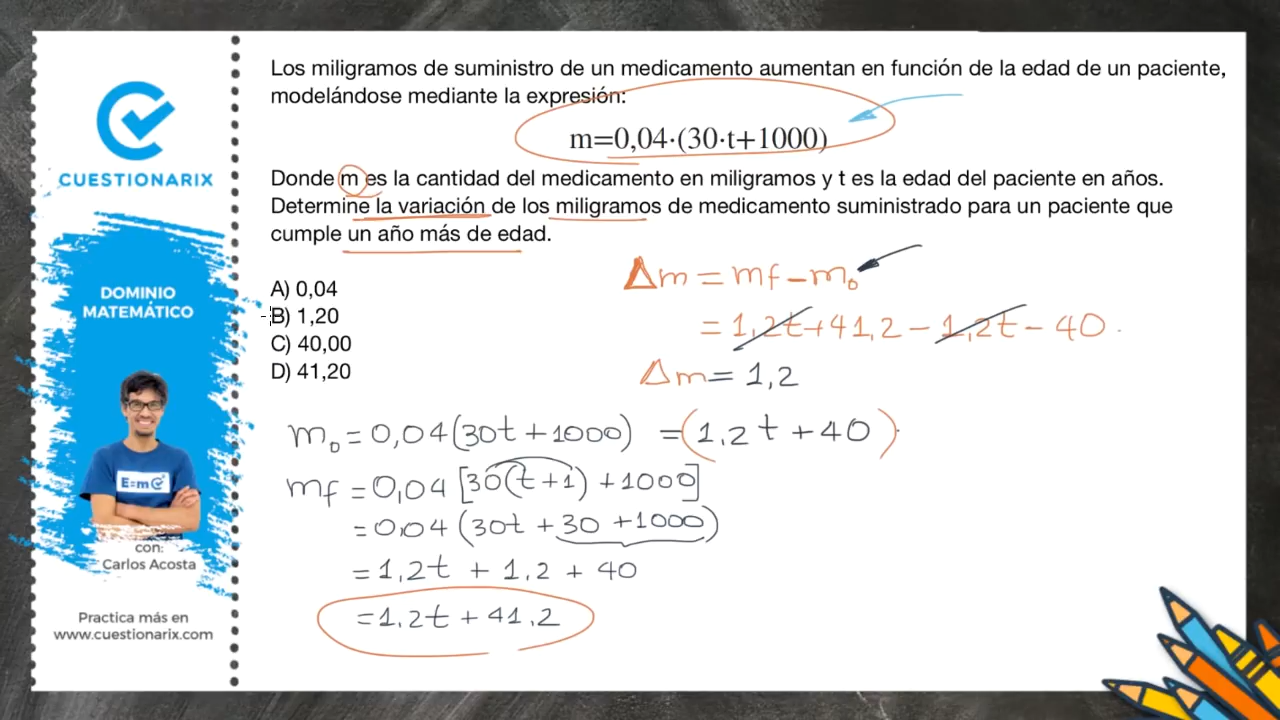 Los miligramos de suministro de un medicamento aumentan en función de la edad de un paciente,
modelándose mediante la expresión:
m=0,04·(30·t+1000)
Donde m es la cantidad del medicamento en miligramos y t es la edad del paciente en años.
Determine la variación de los miligramos de medicamento suministrado para un paciente que
cumple un año más de edad.
A) 0,04
B) 1,20
C) 40,00
D) 41,20
Δm = mf – m₀
= 1,2t + 41,2 – 1,2t – 40
Δm = 1,2
m₀ = 0,04(30t + 1000) = (1,2t + 40)
mf = 0,04 [30(t + 1) + 1000]
= 0,04 (30t + 30 + 1000)
= 1,2t + 1,2 + 40
= 1,2t + 41,2
CUESTIONARIX
DOMINIO
MATEMÁTICO
E=mC²
con:
Carlos Acosta
Practica más en
www.cuestionarix.com